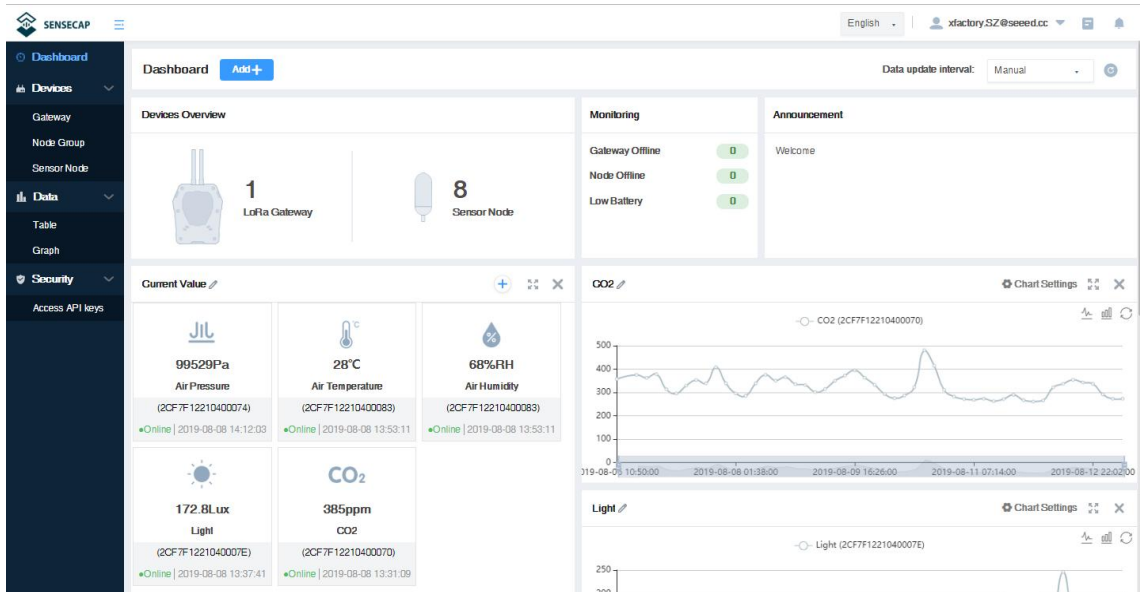 SENSECAP
English
xfactory.SZ@seeed.cc
Dashboard
Devices
Gateway
Node Group
Sensor Node
Data
Table
Graph
Security
Access API keys
Dashboard
Add+
Data update interval:
Manual
Devices Overview
1
LoRa Gateway
8
Sensor Node
Monitoring
Gateway Offline 0
Node Offline 0
Low Battery 0
Announcement
Welcome
Current Value
°C
%
99529Pa 28°C 68%RH
Air Pressure Air Temperature Air Humidity
(2CF7F12210400074) (2CF7F12210400083) (2CF7F12210400083)
Online | 2019-08-08 14:12:03 Online | 2019-08-08 13:53:11 Online | 2019-08-08 13:53:11
CO2
172.8Lux 385ppm
Light CO2
(2CF7F1221040007E) (2CF7F12210400070)
Online | 2019-08-08 13:37:41 Online | 2019-08-08 13:31:09
CO2
Chart Settings
CO2 (2CF7F12210400070)
500
400
300
200
100
0
2019-08-08 01:38:00 2019-08-09 16:26:00 2019-08-11 07:14:00 2019-08-12 22:02:00
Light
Chart Settings
Light (2CF7F1221040007E)
250